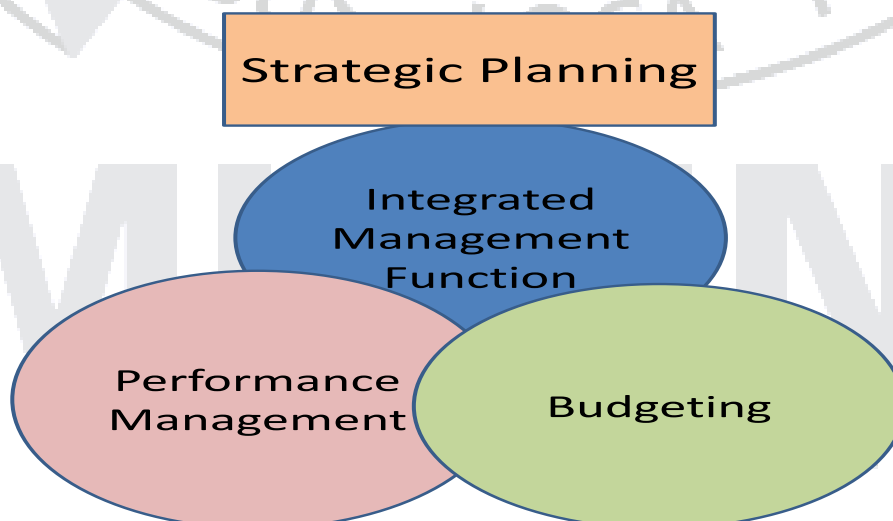 Strategic Planning
Integrated
Management
Function
Performance
Management
Budgeting